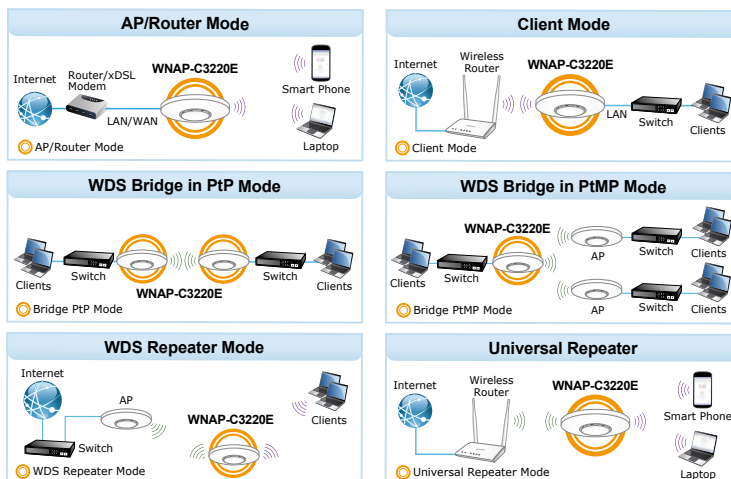 AP/Router Mode
Internet
Router/xDSL
Modem
WNAP-C3220E
LAN/WAN
Smart Phone
Laptop
AP/Router Mode
Client Mode
Internet
Wireless
Router
WNAP-C3220E
LAN
Switch
Clients
Client Mode
WDS Bridge in PtP Mode
Clients
Switch
WNAP-C3220E
Switch
Clients
Bridge PtP Mode
WDS Bridge in PtMP Mode
WNAP-C3220E
Clients
Switch
AP
Switch
Clients
AP
Switch
Clients
Bridge PtMP Mode
WDS Repeater Mode
Internet
AP
Switch
WNAP-C3220E
Clients
WDS Repeater Mode
Universal Repeater
Internet
Wireless
Router
WNAP-C3220E
Smart Phone
Laptop
Universal Repeater Mode